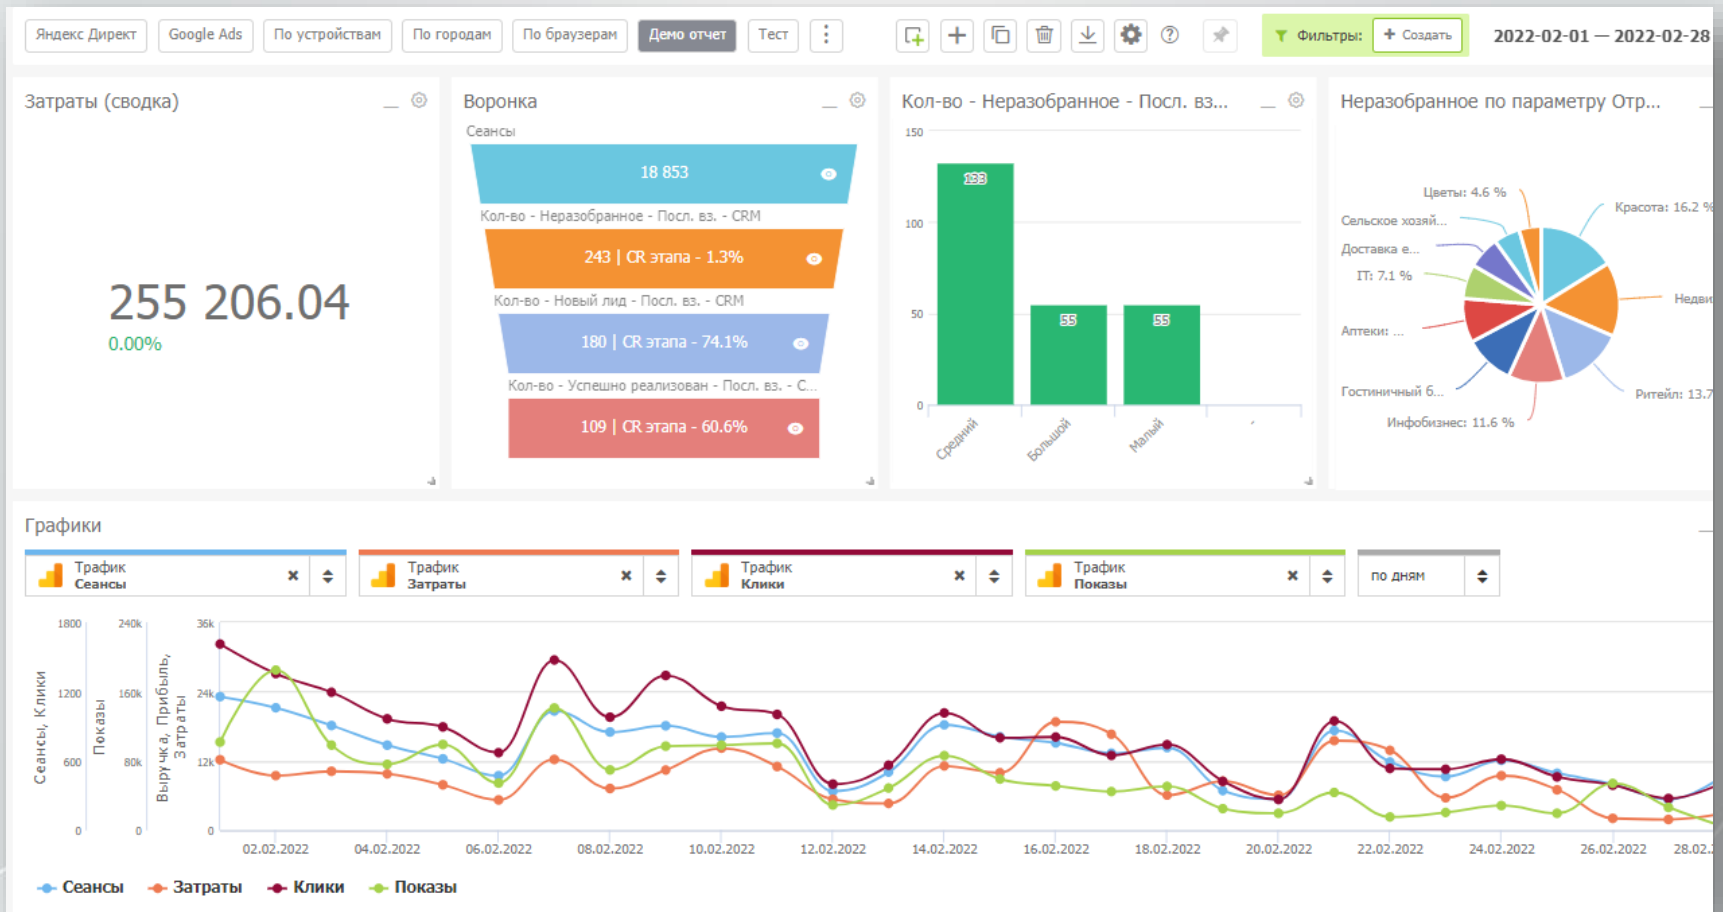 Яндекс Директ
Google Ads
По устройствам
По городам
По браузерам
Демо отчет
Тест
Фильтры:
+ Создать
2022-02-01 — 2022-02-28
Затраты (сводка)
255 206.04
0.00%
Воронка
Сеансы
18 853
Кол-во - Неразобранное - Посл. вз. - CRM
243 | CR этапа - 1.3%
Кол-во - Новый лид - Посл. вз. - CRM
180 | CR этапа - 74.1%
Кол-во - Успешно реализован - Посл. вз. - С...
109 | CR этапа - 60.6%
Кол-во - Неразобранное - Посл. вз...
150
100
50
0
133
55
55
Средний
Большой
Малый
-
Неразобранное по параметру Отр...
Цветы: 4.6 %
Сельское хозяй...
Доставка е...
IT: 7.1 %
Аптеки: ...
Гостиничный б...
Инфобизнес: 11.6 %
Красота: 16.2 %
Недви
Ритейл: 13.7
Графики
Трафик
Сеансы
Трафик
Затраты
Трафик
Клики
Трафик
Показы
по дням
Сеансы, Клики
1800
1200
600
0
Показы
240k
160k
80k
0
Выручка, Прибыль,
Затраты
36k
24k
12k
0
02.02.2022
04.02.2022
06.02.2022
08.02.2022
10.02.2022
12.02.2022
14.02.2022
16.02.2022
18.02.2022
20.02.2022
22.02.2022
24.02.2022
26.02.2022
28.02.
Сеансы
Затраты
Клики
Показы